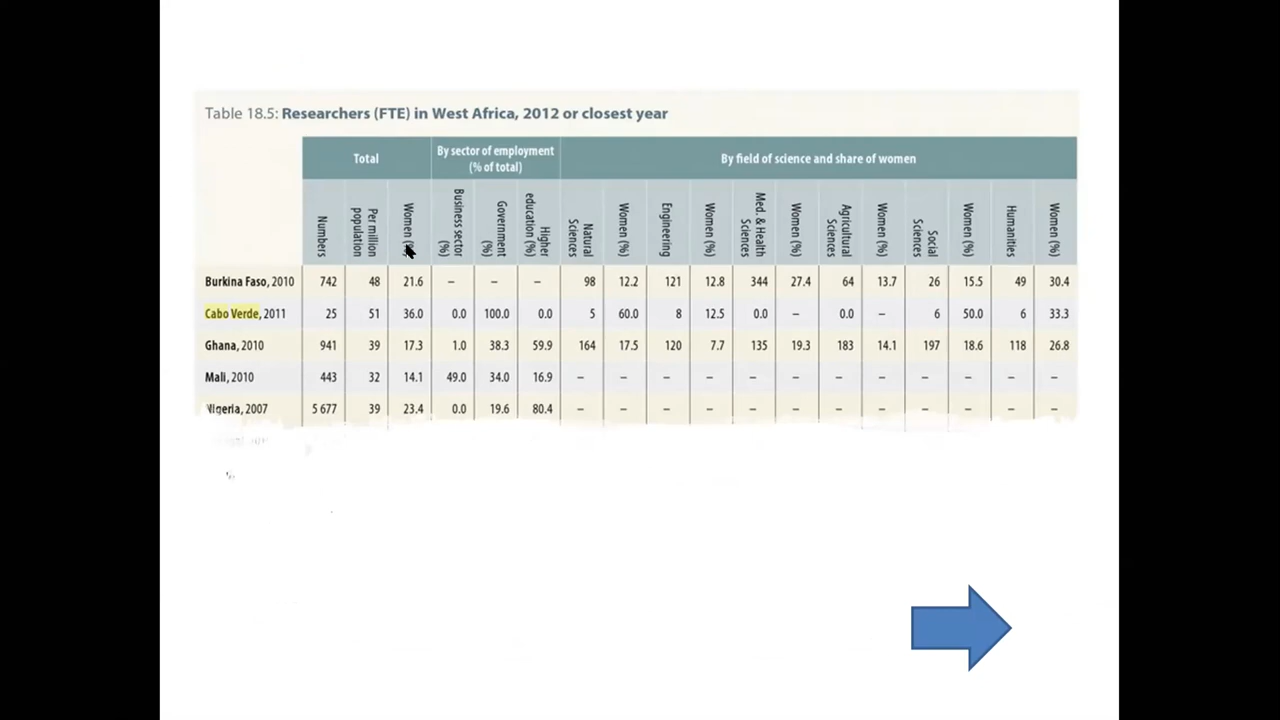 Table 18.5: Researchers (FTE) in West Africa, 2012 or closest year
Total By sector of employment (% of total) By field of science and share of women
Numbers Per million population Women (%) Business sector (%) Government (%) Higher education (%) Natural Sciences Women (%) Engineering Women (%) Med. & Health Sciences Women (%) Agricultural Sciences Women (%) Social Sciences Women (%) Humanities Women (%)
Burkina Faso, 2010 742 48 21.6 – – – 98 12.2 121 12.8 344 27.4 64 13.7 26 15.5 49 30.4
Cabo Verde, 2011 25 51 36.0 0.0 100.0 0.0 5 60.0 8 12.5 0.0 – 0.0 – 6 50.0 6 33.3
Ghana, 2010 941 39 17.3 1.0 38.3 59.9 164 17.5 120 7.7 135 19.3 183 14.1 197 18.6 118 26.8
Mali, 2010 443 32 14.1 49.0 34.0 16.9 – – – – – – – – – – – –
Nigeria, 2007 5 677 39 23.4 0.0 19.6 80.4 – – – – – – – – – – – –